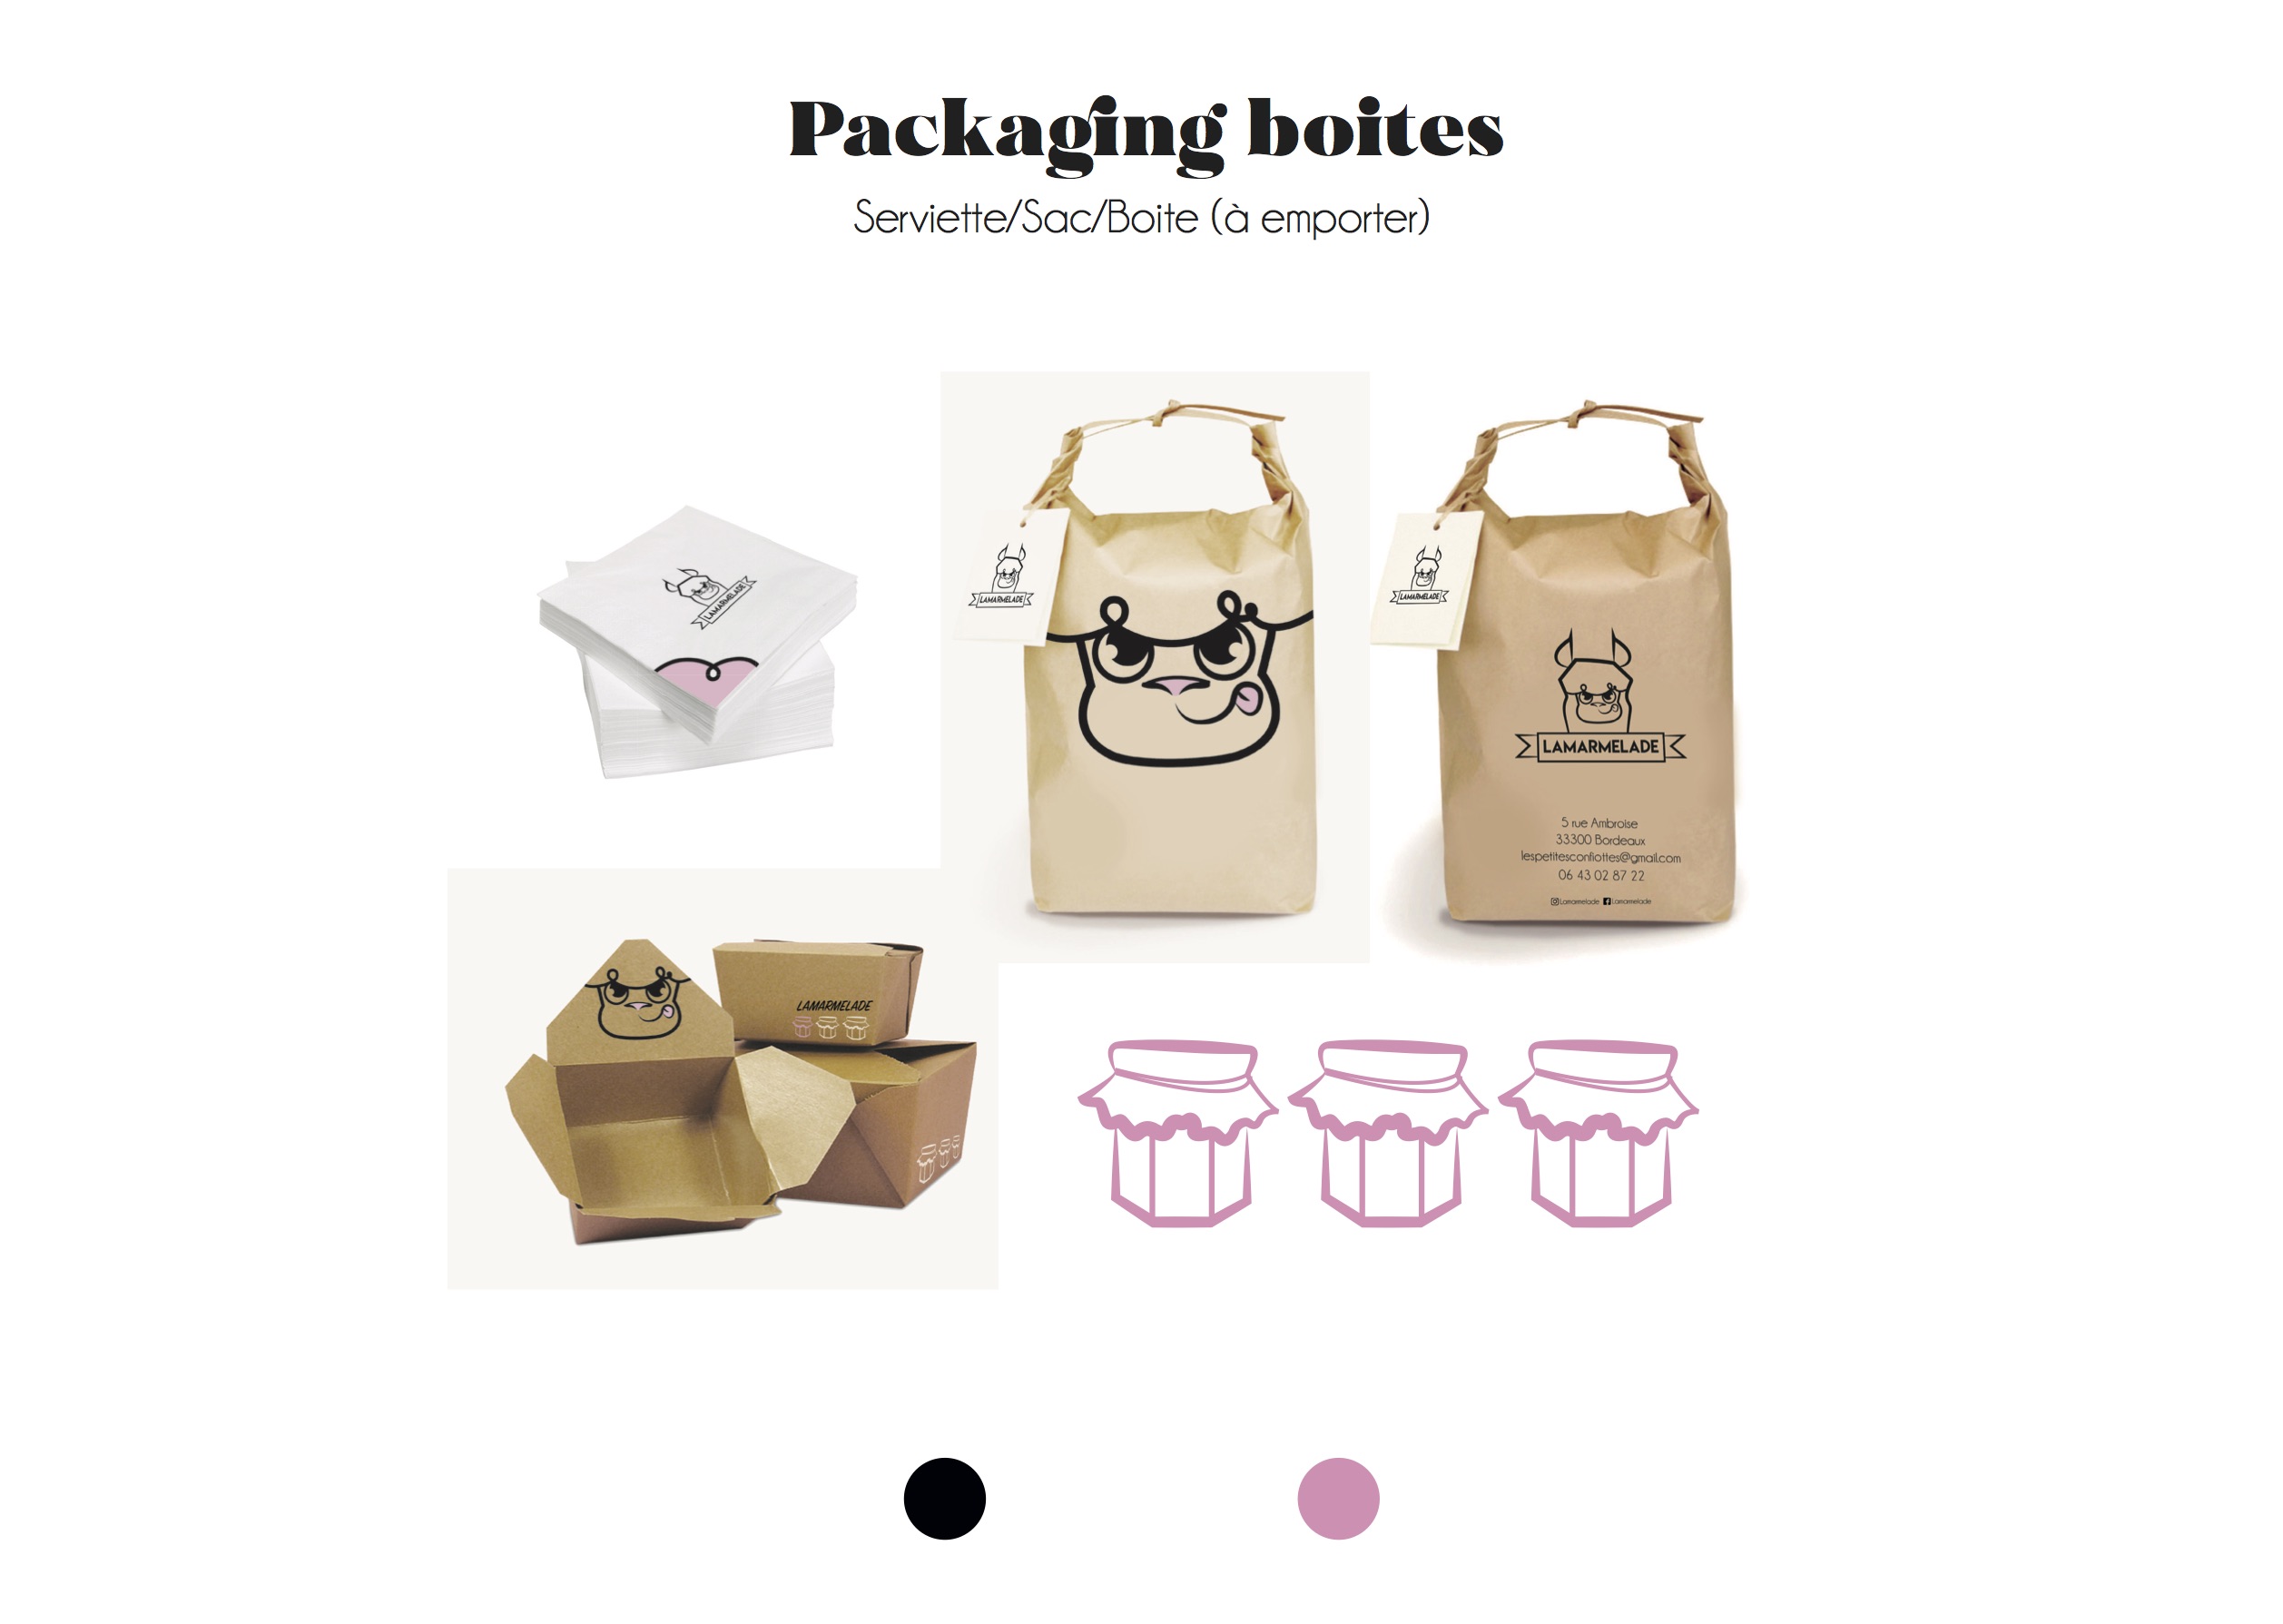 Packaging boites
Serviette/Sac/Boite (à emporter)
LAMARMELADE
LAMARMELADE
LAMARMELADE
LAMARMELADE
5 rue Ambroise
33300 Bordeaux
lespetitesconfiottes@gmail.com
06 43 02 87 22
Lamarmelade Lamarmelade
LAMARMELADE